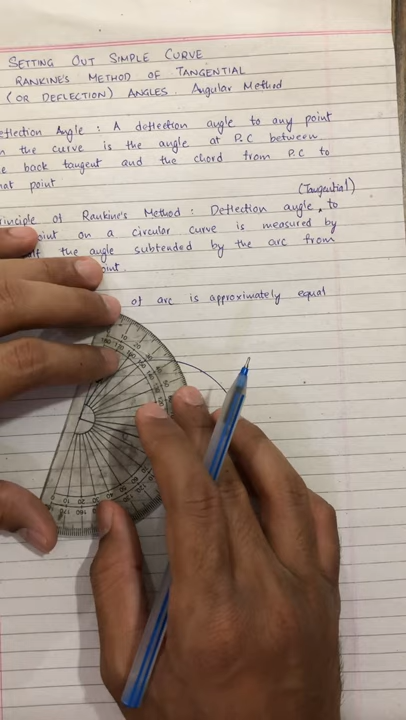 SETTING OUT SIMPLE CURVE
RANKINE'S METHOD OF TANGENTIAL
(OR DEFLECTION) ANGLES. Angular Method
eflection Angle : A deflection angle to any point
n the curve is the angle at P.C between
e back tangent and the chord from P.C to
hat point
(Tangential)
rinciple of Rankine's Method : Deflection angle, to
oint on a circular curve is measured by
lf the angle subtended by the arc from
oint.
of arc is approximately equal